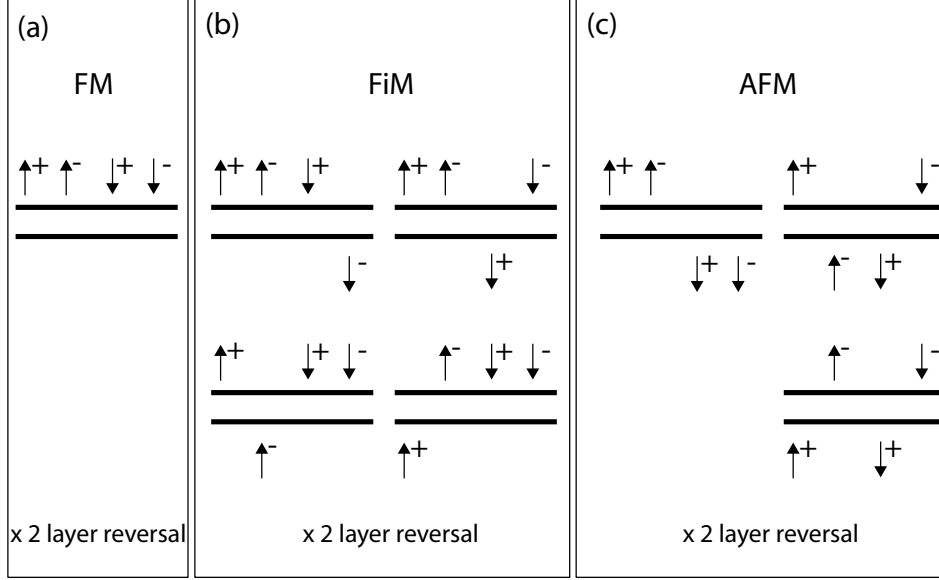 (a)
FM
+ - + -
x 2 layer reversal
(b)
FiM
+ - +
-
+ - -
+
+ + -
-
- + -
+
x 2 layer reversal
(c)
AFM
+ -
+ -
+ -
- +
- -
+ +
x 2 layer reversal